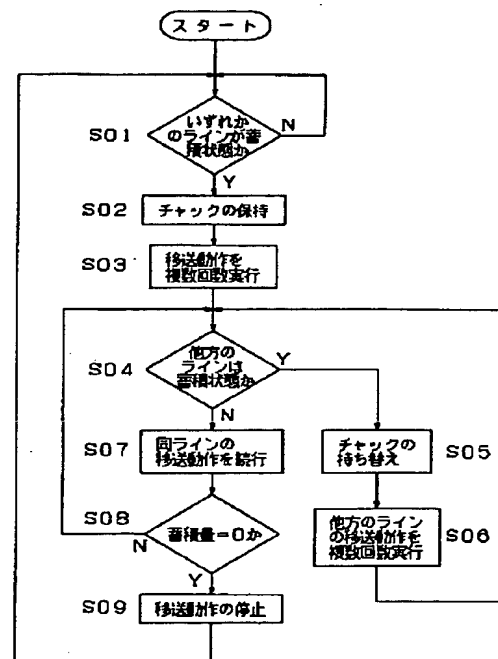 スタート
S01
いずれか
のラインが蓄
積状態か
N
Y
S02
チャックの保持
S03
移送動作を
複数回数実行
S04
他方の
ラインは
蓄積状態か
Y
N
S07
同ラインの
移送動作を続行
チャックの
持ち替え
S05
S08
蓄積量=0か
N
Y
他方のライン
の移送動作を
複数回数実行
S06
S09
移送動作の停止